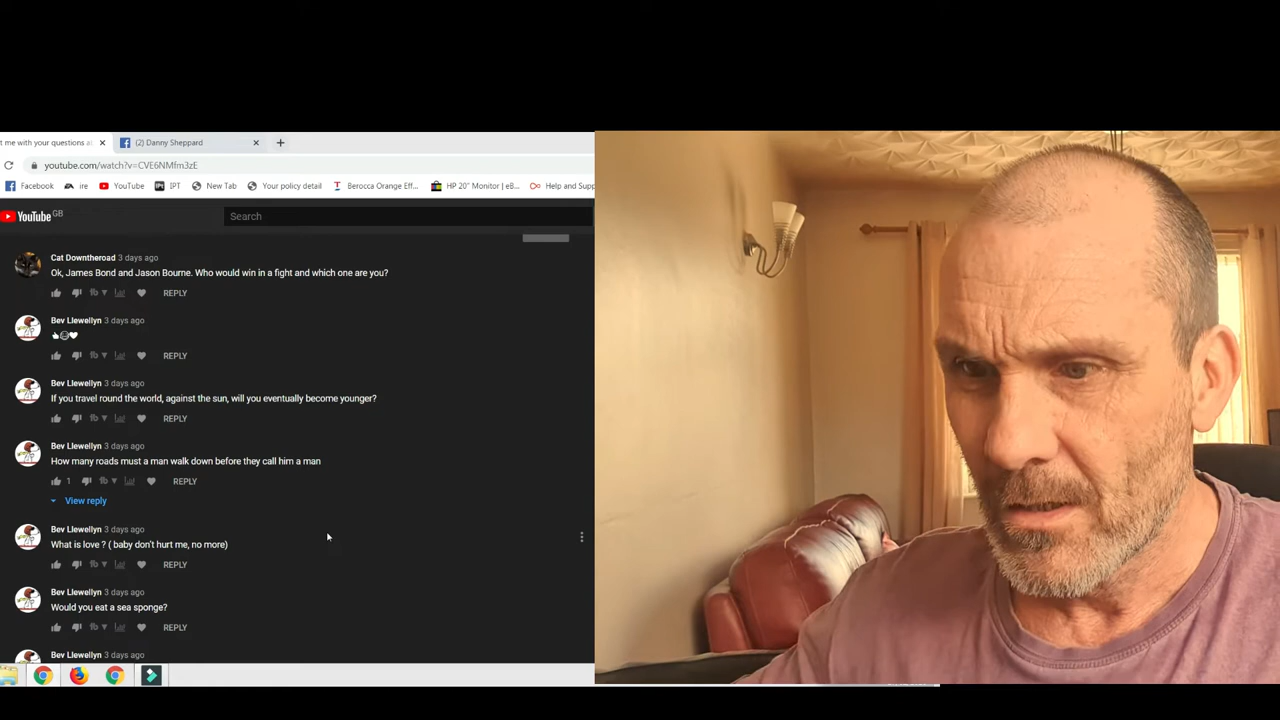 t me with your questions a
(2) Danny Sheppard
youtube.com/watch?v=CVE6NMfm3zE
Facebook ire YouTube IPT New Tab Your policy detail Berocca Orange Eff... HP 20" Monitor | eB... Help and Supp
YouTube GB
Search
Cat Downtheroad 3 days ago
Ok, James Bond and Jason Bourne. Who would win in a fight and which one are you?
REPLY
Bev Llewellyn 3 days ago
REPLY
Bev Llewellyn 3 days ago
If you travel round the world, against the sun, will you eventually become younger?
REPLY
Bev Llewellyn 3 days ago
How many roads must a man walk down before they call him a man
1 REPLY
View reply
Bev Llewellyn 3 days ago
What is love ? ( baby don't hurt me, no more)
REPLY
Bev Llewellyn 3 days ago
Would you eat a sea sponge?
REPLY
Bev Llewellyn 3 days ago